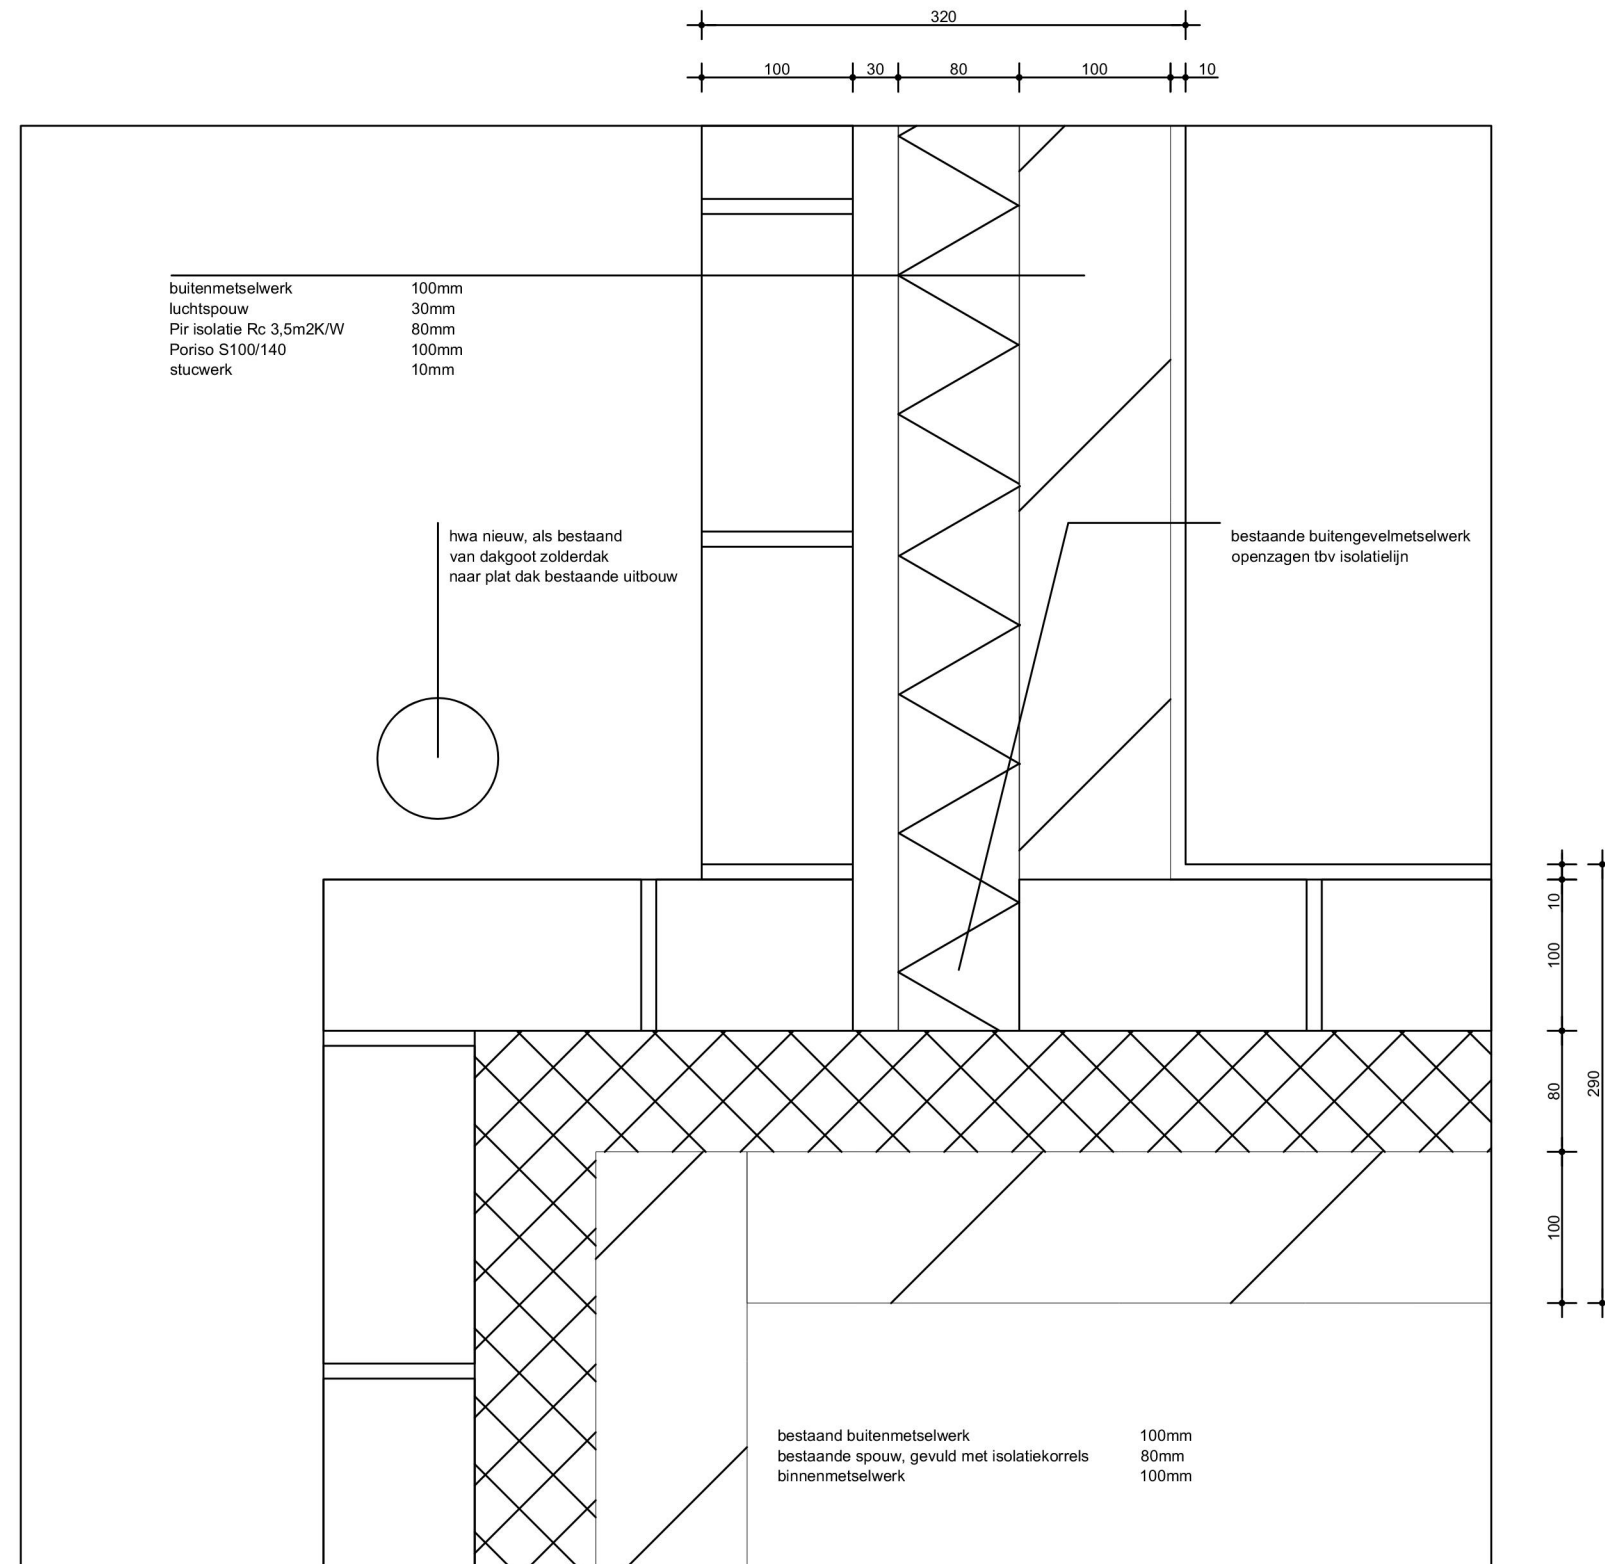 320
100 30 80 100 10
buitenmetselwerk 100mm
luchtspouw 30mm
Pir isolatie Rc 3,5m2K/W 80mm
Poriso S100/140 100mm
stucwerk 10mm
hwa nieuw, als bestaand
van dakgoot zolderdak
naar plat dak bestaande uitbouw
bestaande buitengevelmetselwerk
openzagen tbv isolatielijn
10
100
80
290
100
bestaand buitenmetselwerk 100mm
bestaande spouw, gevuld met isolatiekorrels 80mm
binnenmetselwerk 100mm